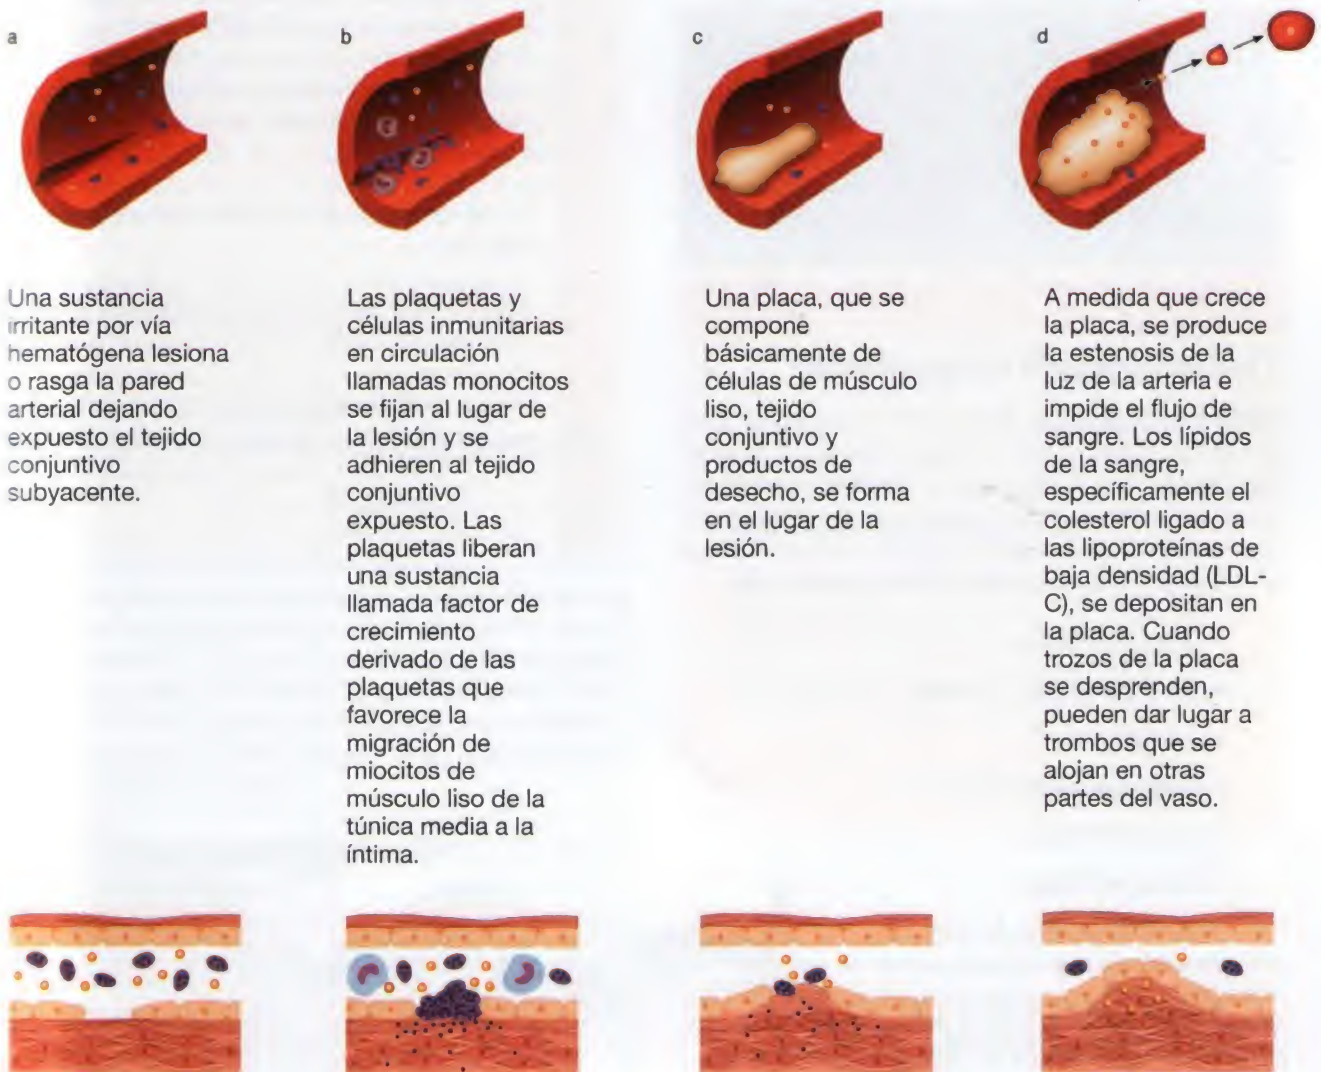 a
Una sustancia
irritante por vía
hematógena lesiona
o rasga la pared
arterial dejando
expuesto el tejido
conjuntivo
subyacente.
b
Las plaquetas y
células inmunitarias
en circulación
llamadas monocitos
se fijan al lugar de
la lesión y se
adhieren al tejido
conjuntivo
expuesto. Las
plaquetas liberan
una sustancia
llamada factor de
crecimiento
derivado de las
plaquetas que
favorece la
migración de
miocitos de
músculo liso de la
túnica media a la
íntima.
c
Una placa, que se
compone
básicamente de
células de músculo
liso, tejido
conjuntivo y
productos de
desecho, se forma
en el lugar de la
lesión.
d
A medida que crece
la placa, se produce
la estenosis de la
luz de la arteria e
impide el flujo de
sangre. Los lípidos
de la sangre,
específicamente el
colesterol ligado a
las lipoproteínas de
baja densidad (LDL-
C), se depositan en
la placa. Cuando
trozos de la placa
se desprenden,
pueden dar lugar a
trombos que se
alojan en otras
partes del vaso.